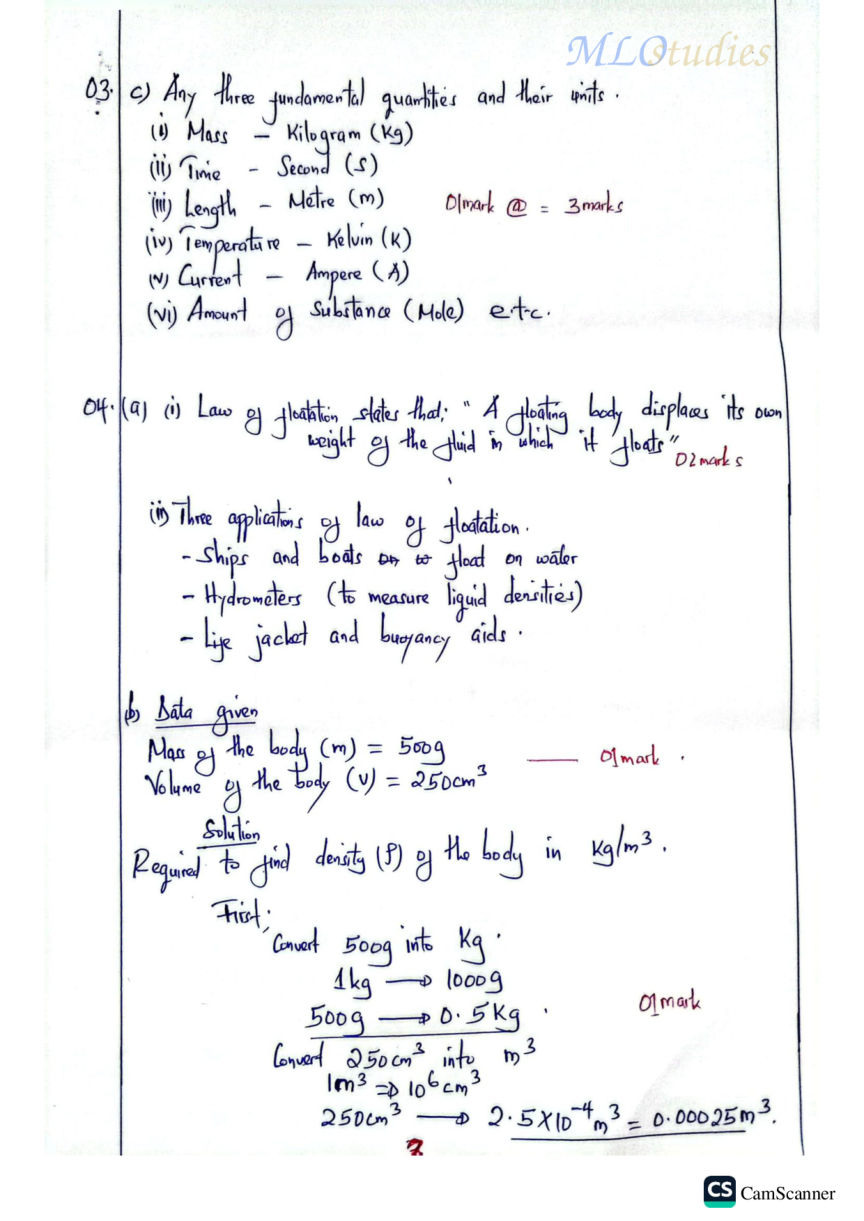 MLOstudies
03. c) Any three fundamental quantities and their units.
(i) Mass - Kilogram (Kg)
(ii) Time - Second (s)
(iii) Length - Metre (m) 01mark @ = 3marks
(iv) Temperature - Kelvin (K)
(v) Current - Ampere (A)
(vi) Amount of Substance (Mole) e.t.c.
04. (a) (i) Law of floatation states that; " A floating body displaces its own
weight of the fluid in which it floats" 02marks
(ii) Three applications of law of floatation.
- Ships and boats float on water
- Hydrometers (to measure liquid densities)
- Life jacket and buoyancy aids.
(b) Data given
Mass of the body (m) = 500g
Volume of the body (v) = 250cm³ — 01mark.
Solution
Required to find density (ρ) of the body in kg/m³.
First;
Convert 500g into Kg.
1kg → 1000g
500g → 0.5Kg. 01mark
Convert 250cm³ into m³
1m³ ⇒ 10⁶cm³
250cm³ → 2.5×10⁻⁴m³ = 0.00025m³.
CS CamScanner